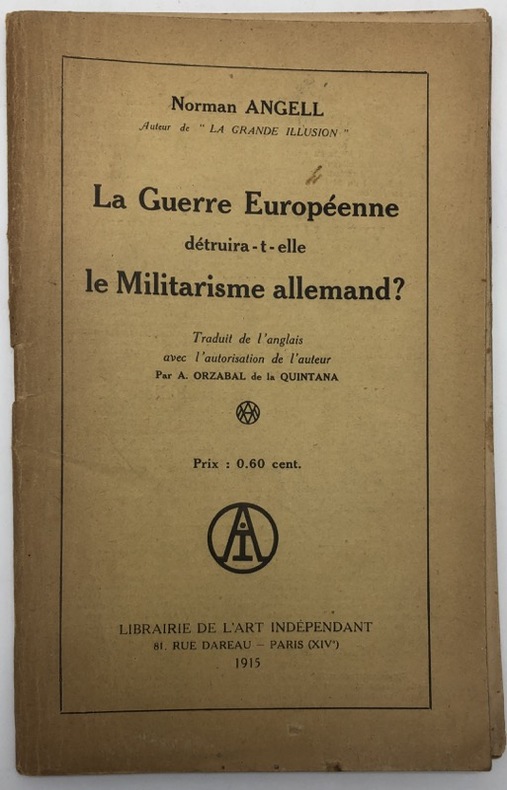 Norman ANGELL
Auteur de " LA GRANDE ILLUSION "
La Guerre Européenne
détruira-t-elle
le Militarisme allemand?
Traduit de l'anglais
avec l'autorisation de l'auteur
Par A. ORZABAL de la QUINTANA
Prix : 0.60 cent.
AI
LIBRAIRIE DE L'ART INDÉPENDANT
81, RUE DAREAU — PARIS (XIVᵉ)
1915